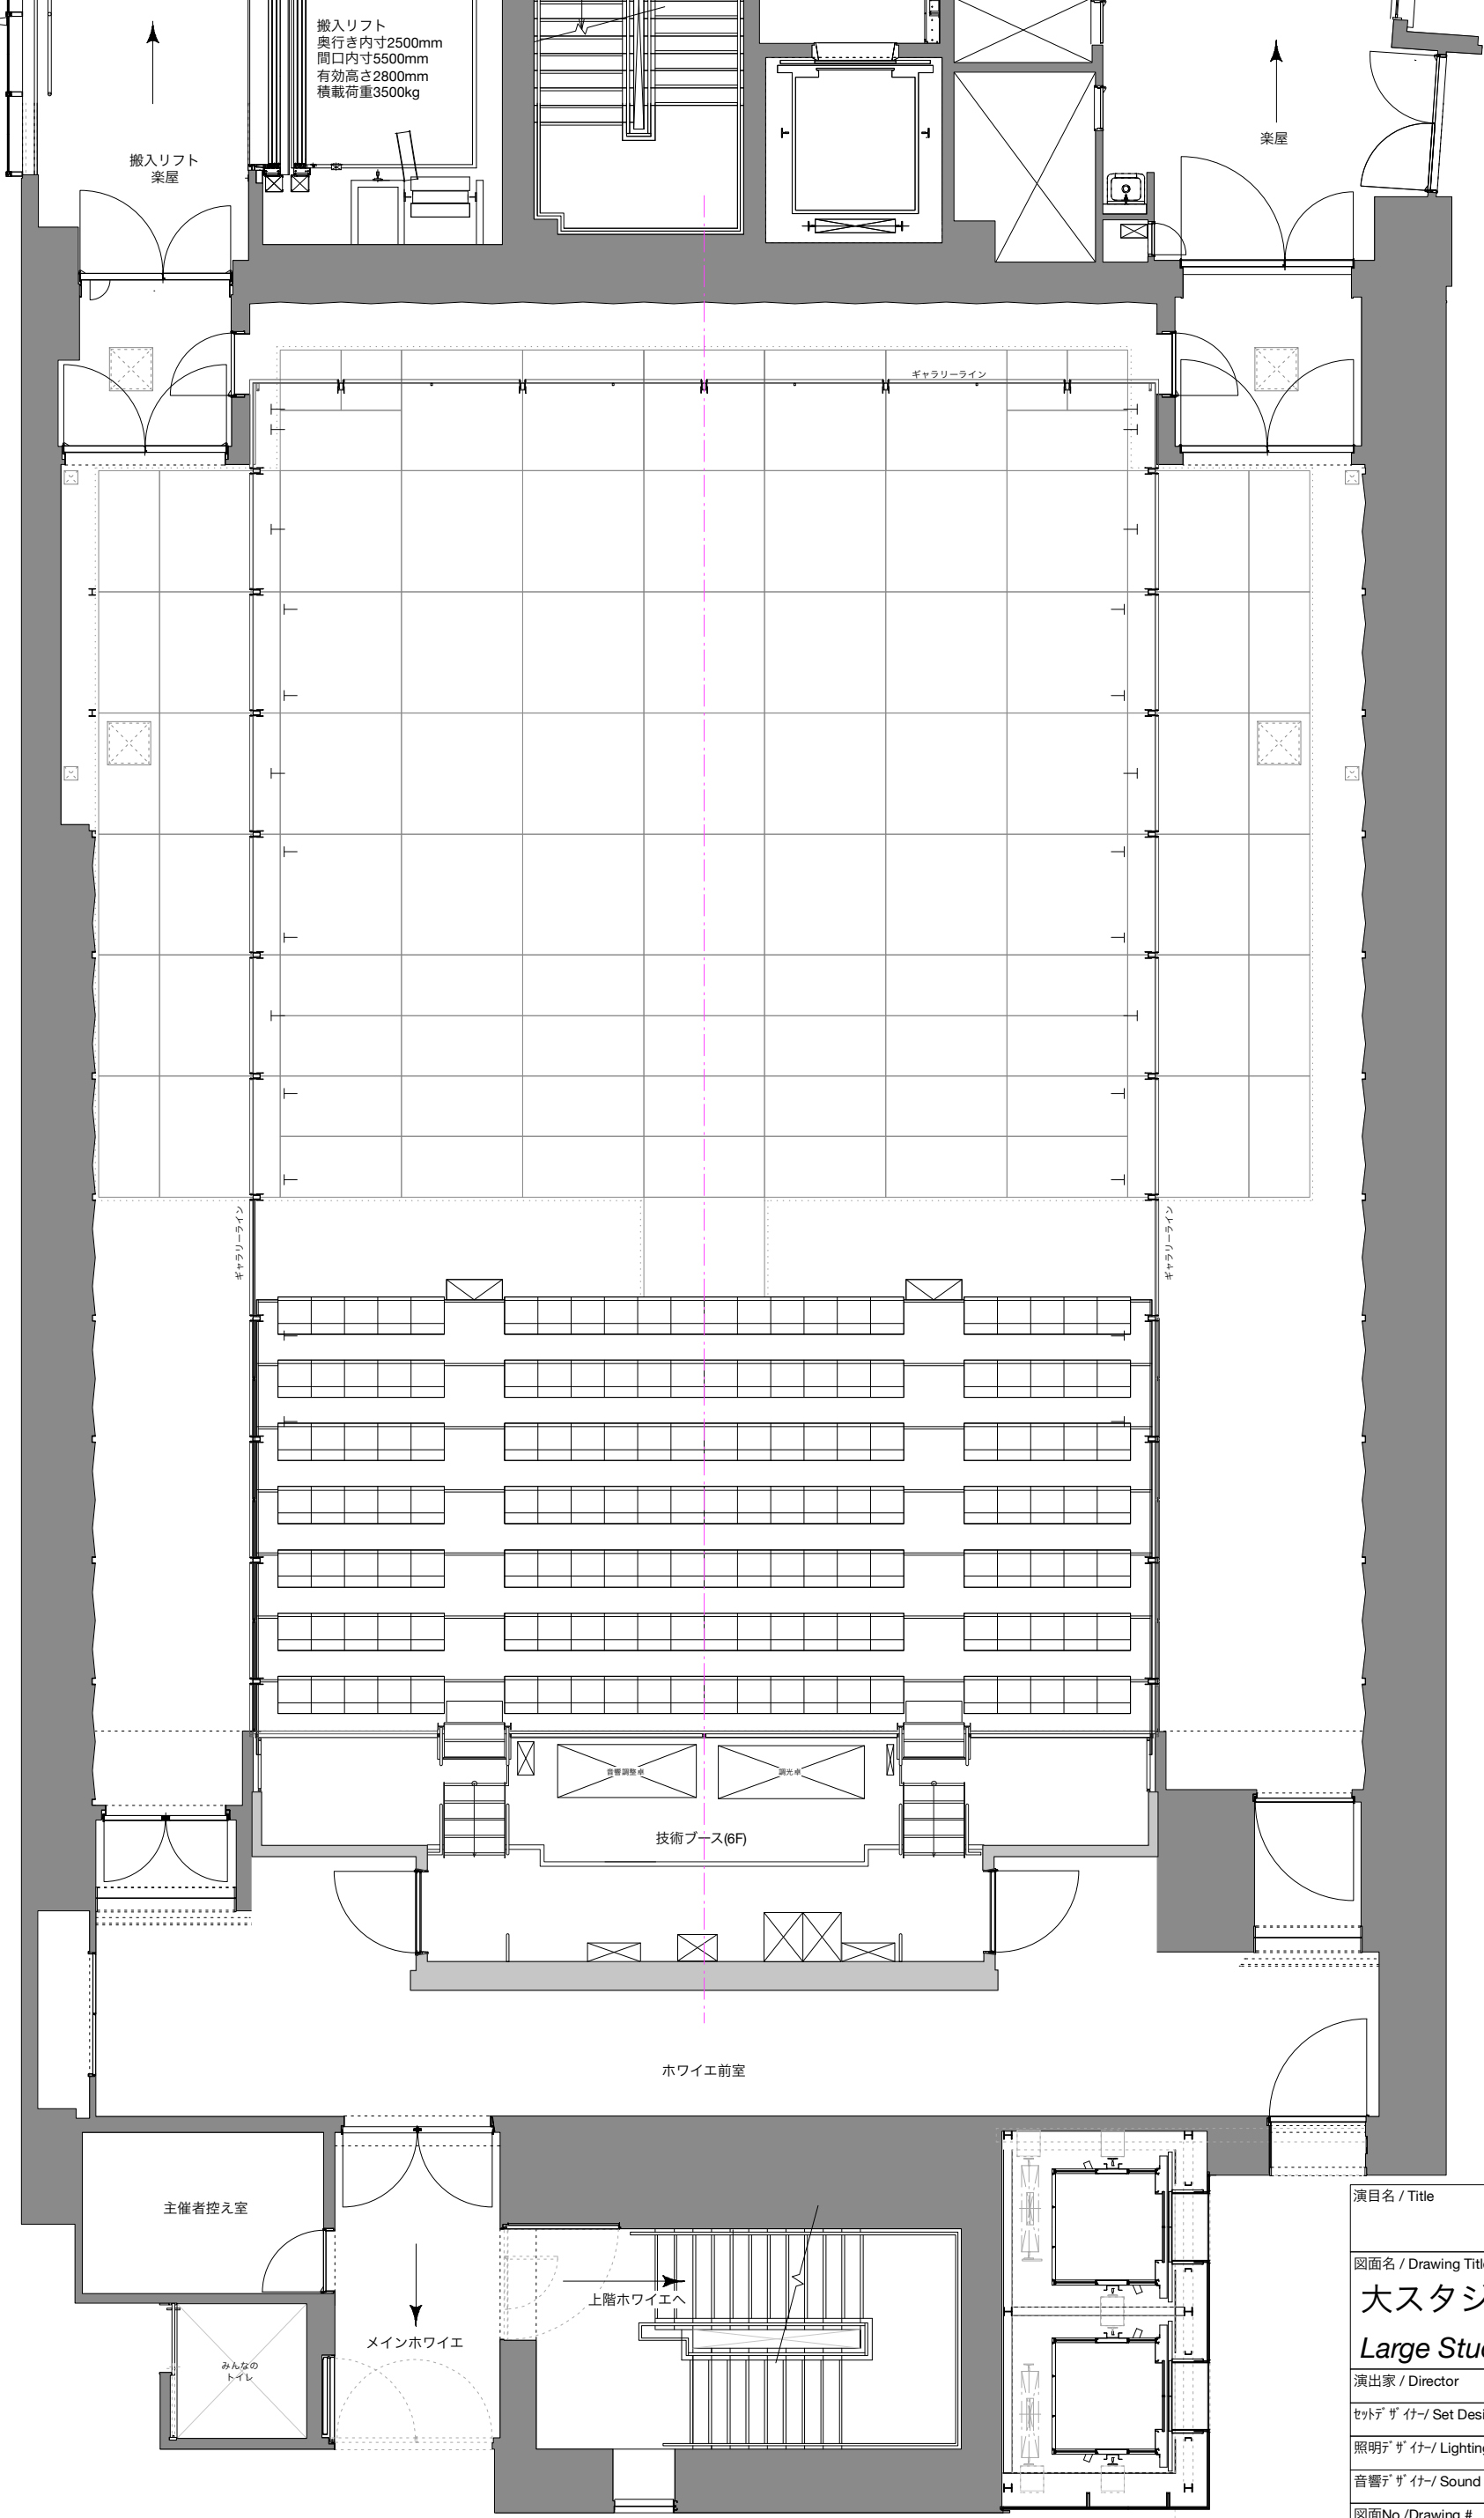 搬入リフト
奥行き内寸2500mm
間口内寸5500mm
有効高さ2800mm
積載荷重3500kg
搬入リフト
楽屋
楽屋
ギャラリーライン
ギャラリーライン
ギャラリーライン
音響調整卓
調光卓
技術ブース(6F)
ホワイエ前室
主催者控え室
上階ホワイエへ
メインホワイエ
みんなの
トイレ
演目名 / Title
図面名 / Drawing Titl
大スタジ
Large Stu
演出家 / Director
ｾｯﾄﾃﾞｻﾞｲﾅｰ/ Set Desi
照明ﾃﾞｻﾞｲﾅｰ/ Lighting
音響ﾃﾞｻﾞｲﾅｰ/ Sound
図面No./Drawing #